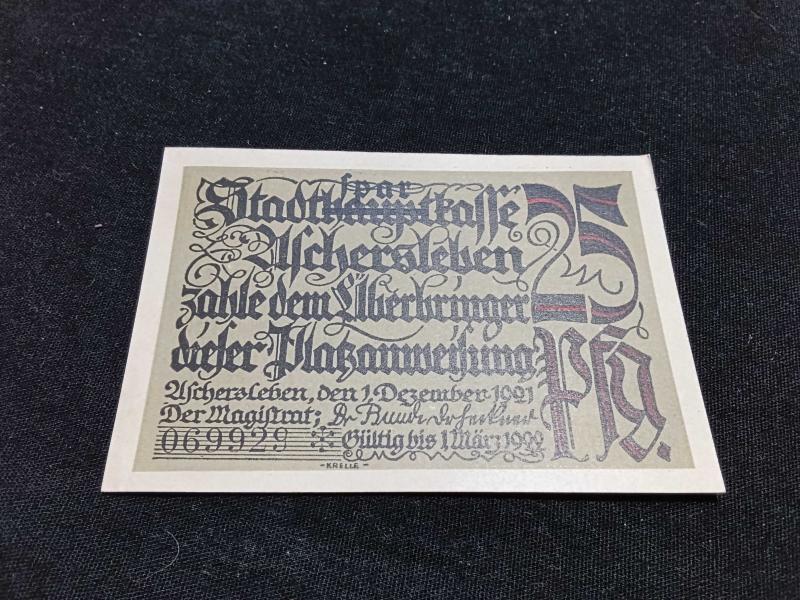 spar
Stadthauptkasse 25
Aschersleben
zahle dem Überbringer
dieser Platzanweisung Pfg.
Aschersleben, den 1. Dezember 1921
Der Magistrat; Dr
069929 Gültig bis 1. März 1922
-KRELLE-